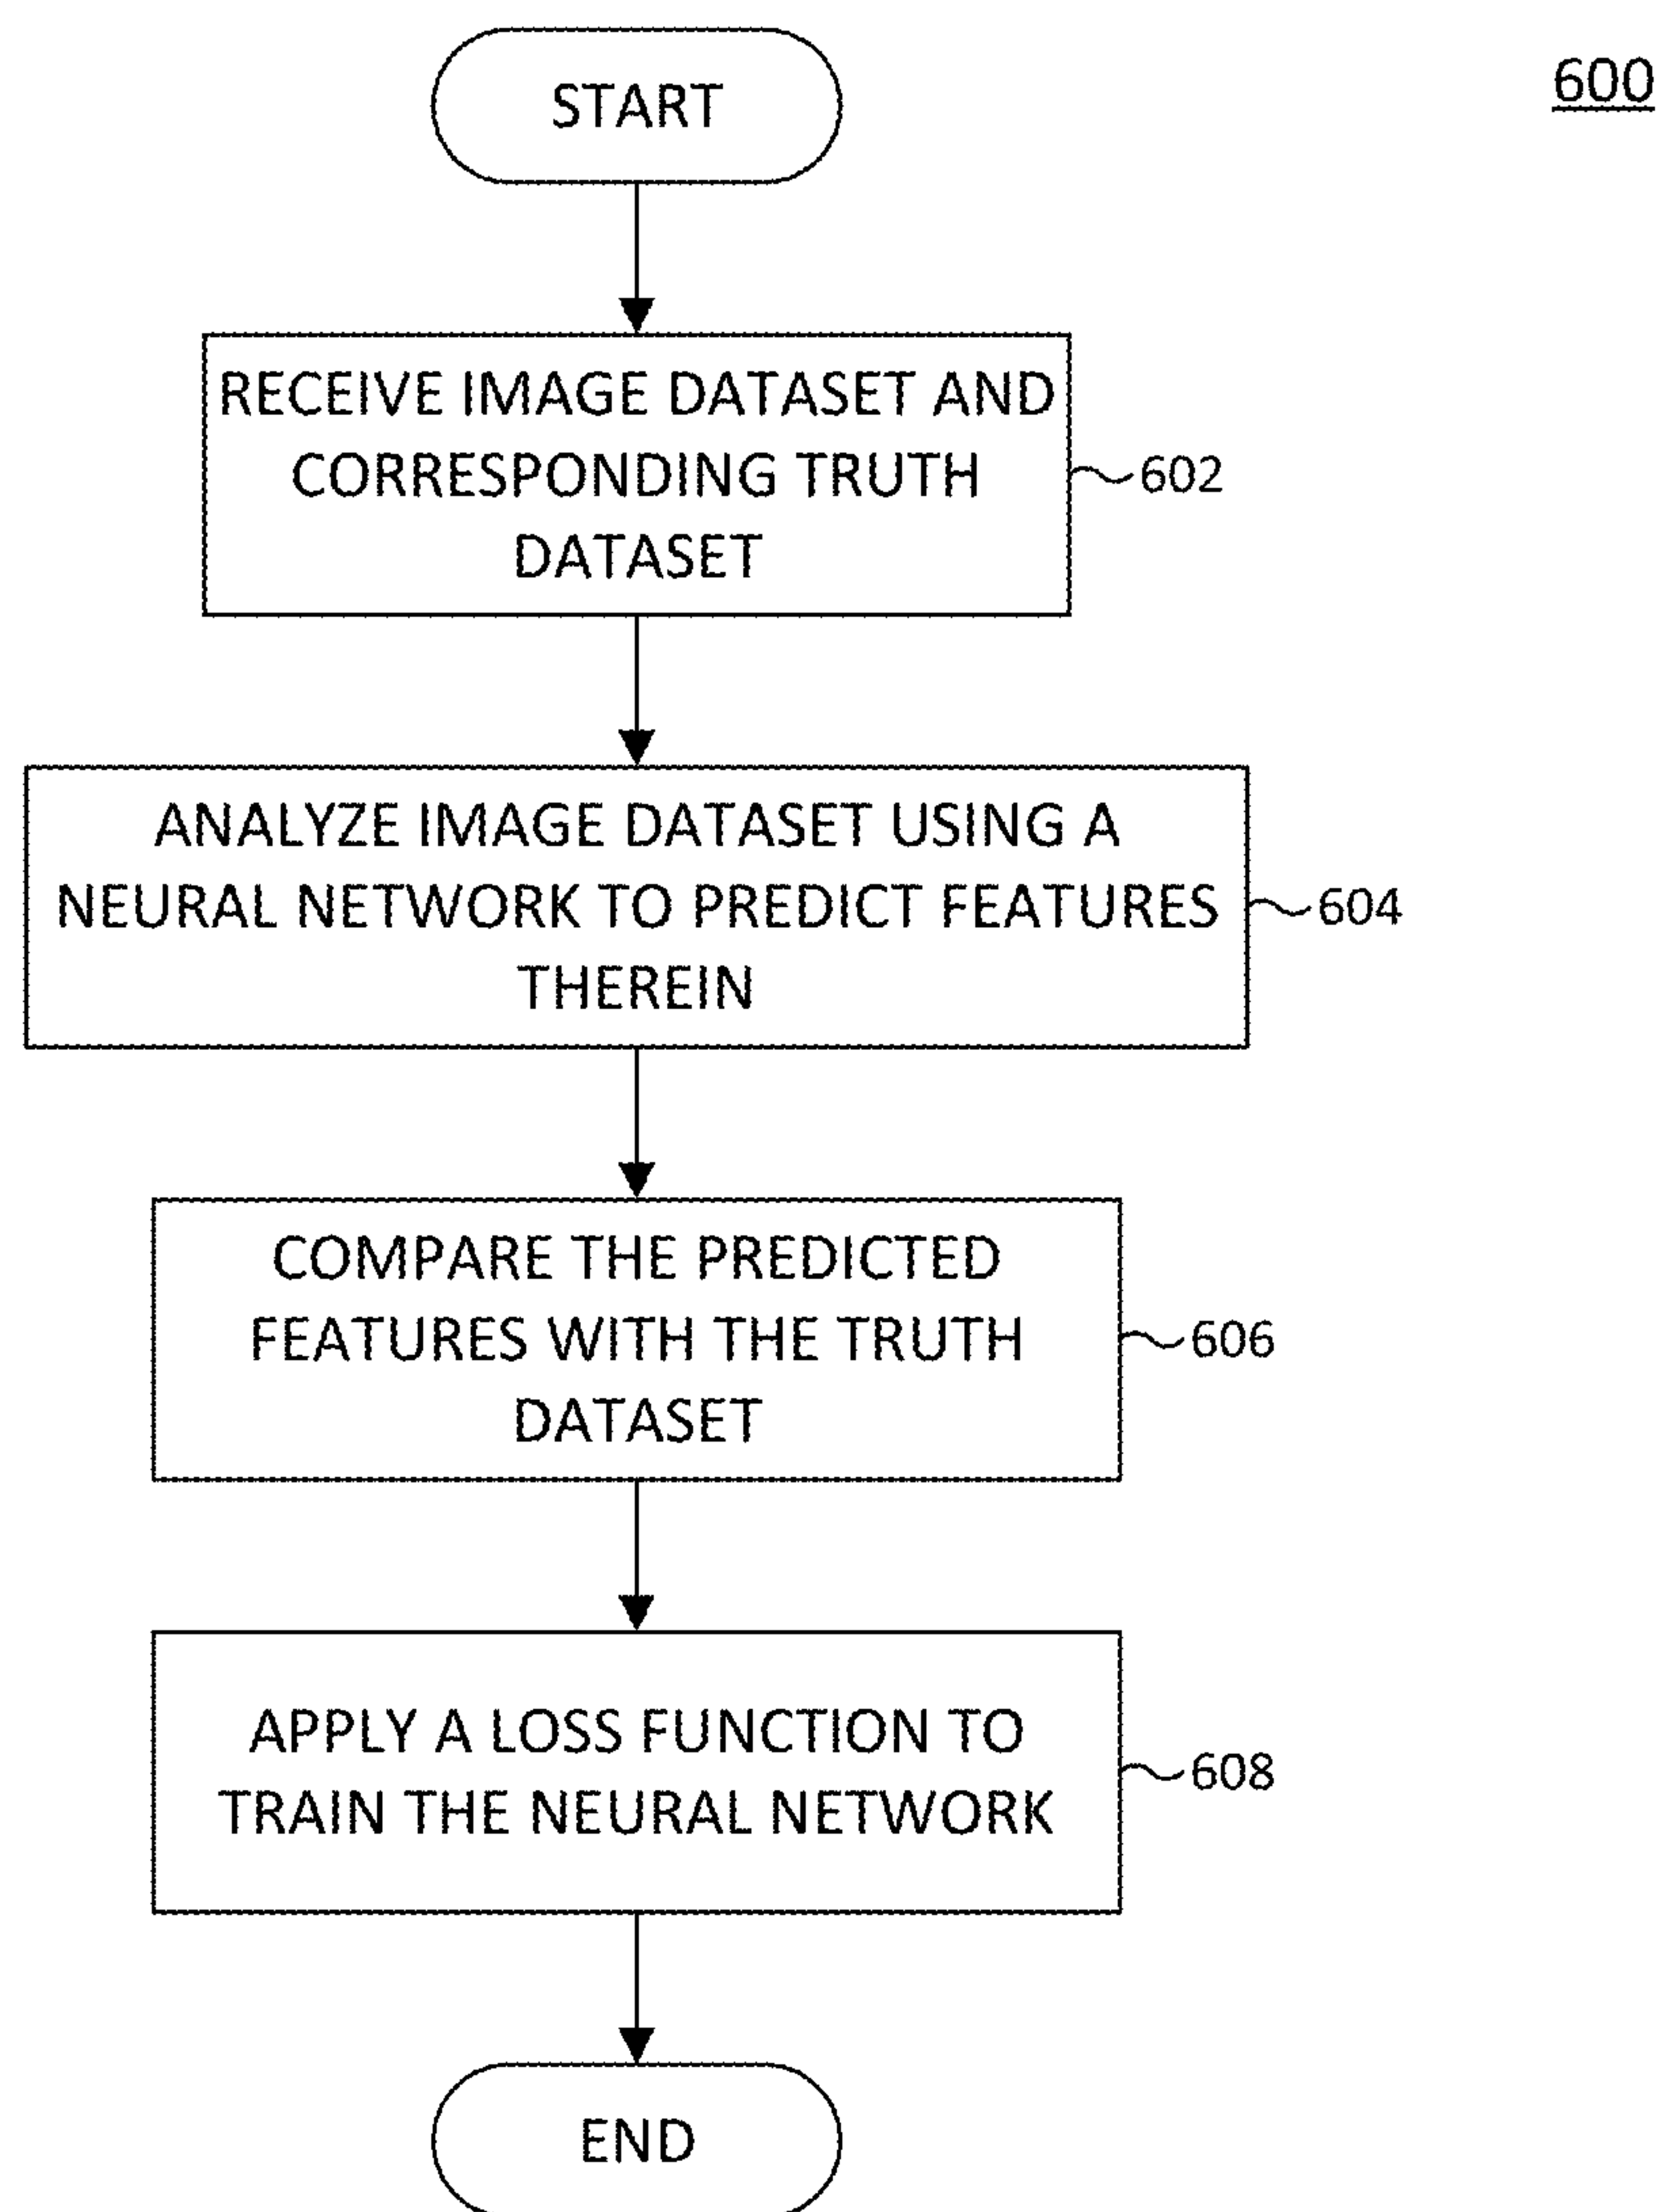 START
600
RECEIVE IMAGE DATASET AND
CORRESPONDING TRUTH
DATASET
602
ANALYZE IMAGE DATASET USING A
NEURAL NETWORK TO PREDICT FEATURES
THEREIN
604
COMPARE THE PREDICTED
FEATURES WITH THE TRUTH
DATASET
606
APPLY A LOSS FUNCTION TO
TRAIN THE NEURAL NETWORK
608
END